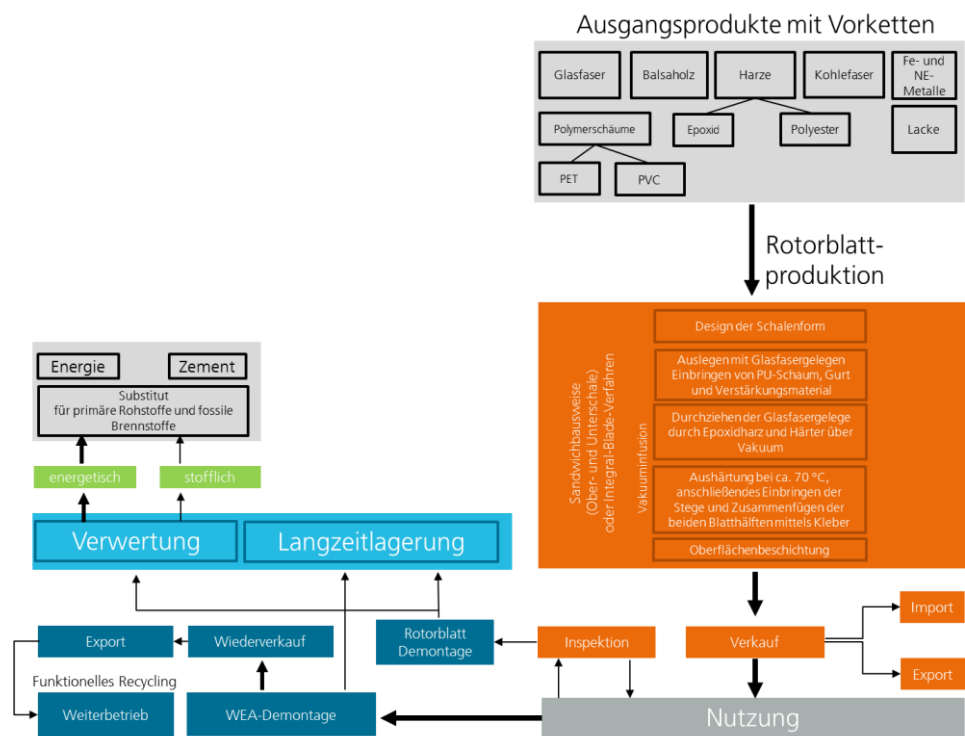 Ausgangsprodukte mit Vorketten
Glasfaser
Balsaholz
Harze
Kohlefaser
Fe- und
NE-
Metalle
Polymerschäume
Epoxid
Polyester
Lacke
PET
PVC
Rotorblatt-
produktion
Sandwichbausweise
(Ober- und Unterschale)
oder Integral-Blade-Verfahren
Vakuuminfusion
Design der Schalenform
Auslegen mit Glasfasergelegen
Einbringen von PU-Schaum, Gurt
und Verstärkungsmaterial
Durchziehen der Glasfasergelege
durch Epoxidharz und Härter über
Vakuum
Aushärtung bei ca. 70 °C,
anschließendes Einbringen der
Stege und Zusammenfügen der
beiden Blatthälften mittels Kleber
Oberflächenbeschichtung
Energie
Zement
Substitut
für primäre Rohstoffe und fossile
Brennstoffe
energetisch
stofflich
Verwertung
Langzeitlagerung
Export
Wiederverkauf
Rotorblatt
Demontage
Inspektion
Verkauf
Import
Export
Funktionelles Recycling
Weiterbetrieb
WEA-Demontage
Nutzung